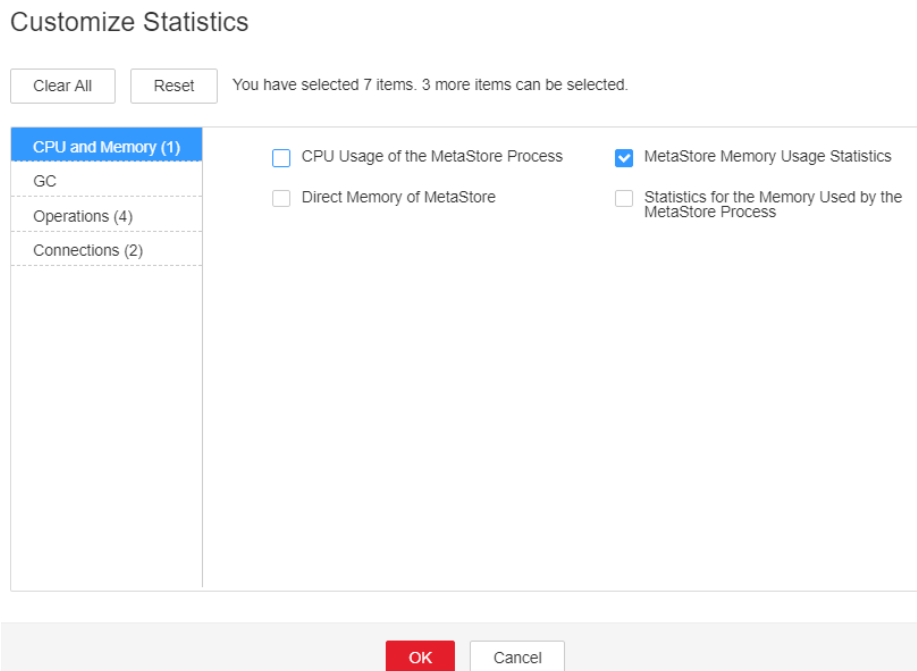 Customize Statistics
Clear All
Reset
You have selected 7 items. 3 more items can be selected.
CPU and Memory (1)
GC
Operations (4)
Connections (2)
CPU Usage of the MetaStore Process
MetaStore Memory Usage Statistics
Direct Memory of MetaStore
Statistics for the Memory Used by the
MetaStore Process
OK
Cancel